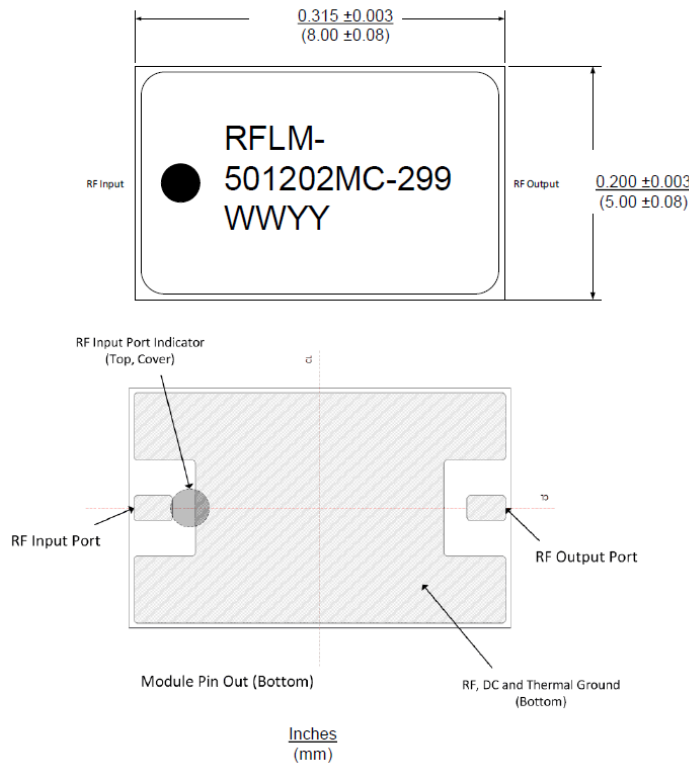 0.315 ±0.003
(8.00 ±0.08)
RFLM-
501202MC-299
WWYY
RF Input
RF Output
0.200 ±0.003
(5.00 ±0.08)
RF Input Port Indicator
(Top, Cover)
RF Input Port
RF Output Port
Module Pin Out (Bottom)
RF, DC and Thermal Ground
(Bottom)
Inches
(mm)